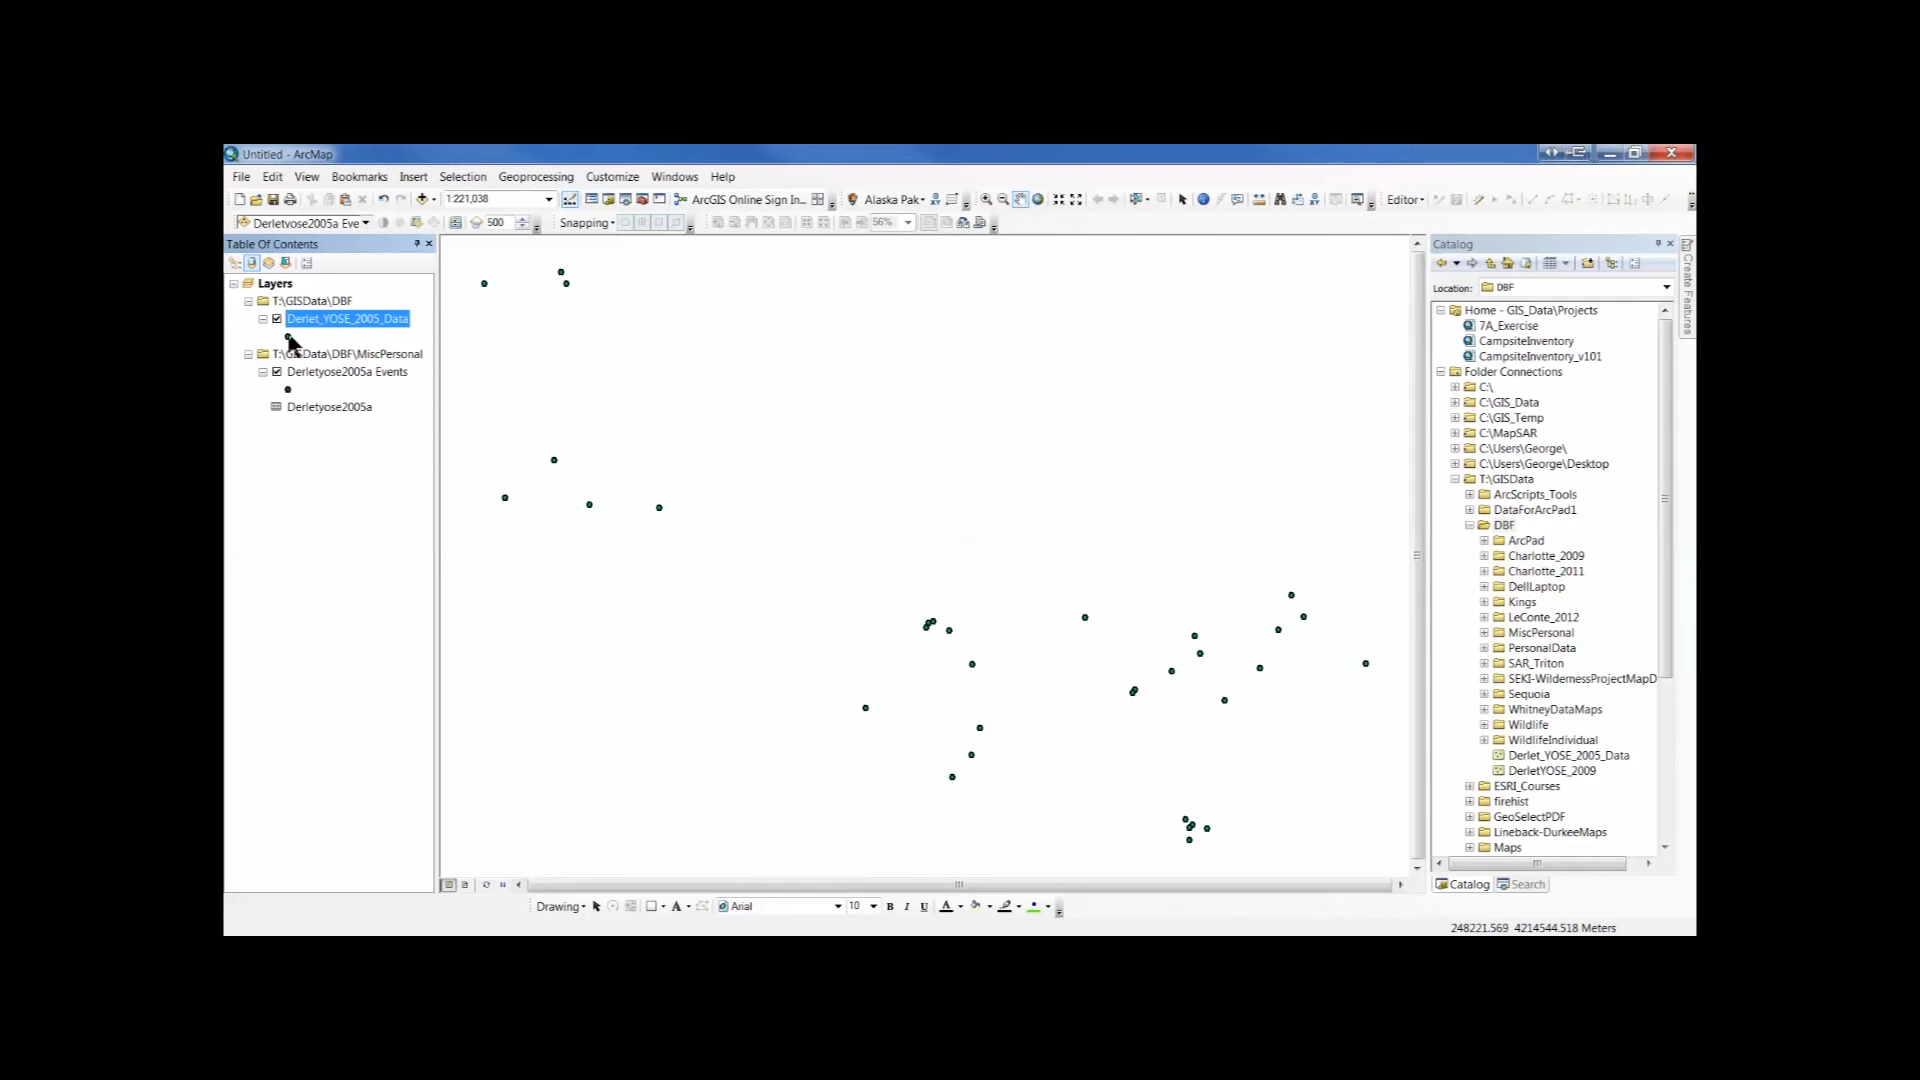 Untitled - ArcMap
File Edit View Bookmarks Insert Selection Geoprocessing Customize Windows Help
1:221,038 ArcGIS Online Sign In... Alaska Pak Editor
Derletyose2005a Eve 500 Snapping 56%
Table Of Contents
Layers
T:\GISData\DBF
Derlet_YOSE_2005_Data
T:\GISData\DBF\MiscPersonal
Derletyose2005a Events
Derletyose2005a
Catalog
Location: DBF
Home - GIS_Data\Projects
7A_Exercise
CampsiteInventory
CampsiteInventory_v101
Folder Connections
C:\
C:\GIS_Data
C:\GIS_Temp
C:\MapSAR
C:\Users\George\
C:\Users\George\Desktop
T:\GISData
ArcScripts_Tools
DataForArcPad1
DBF
ArcPad
Charlotte_2009
Charlotte_2011
DellLaptop
Kings
LeConte_2012
MiscPersonal
PersonalData
SAR_Triton
SEKI-WildernessProjectMapD
Sequoia
WhitneyDataMaps
Wildlife
WildlifeIndividual
Derlet_YOSE_2005_Data
DerletYOSE_2009
ESRI_Courses
firehist
GeoSelectPDF
Lineback-DurkeeMaps
Maps
Catalog Search
Create Features
Drawing A Arial 10 B I U A
248221.569 4214544.518 Meters